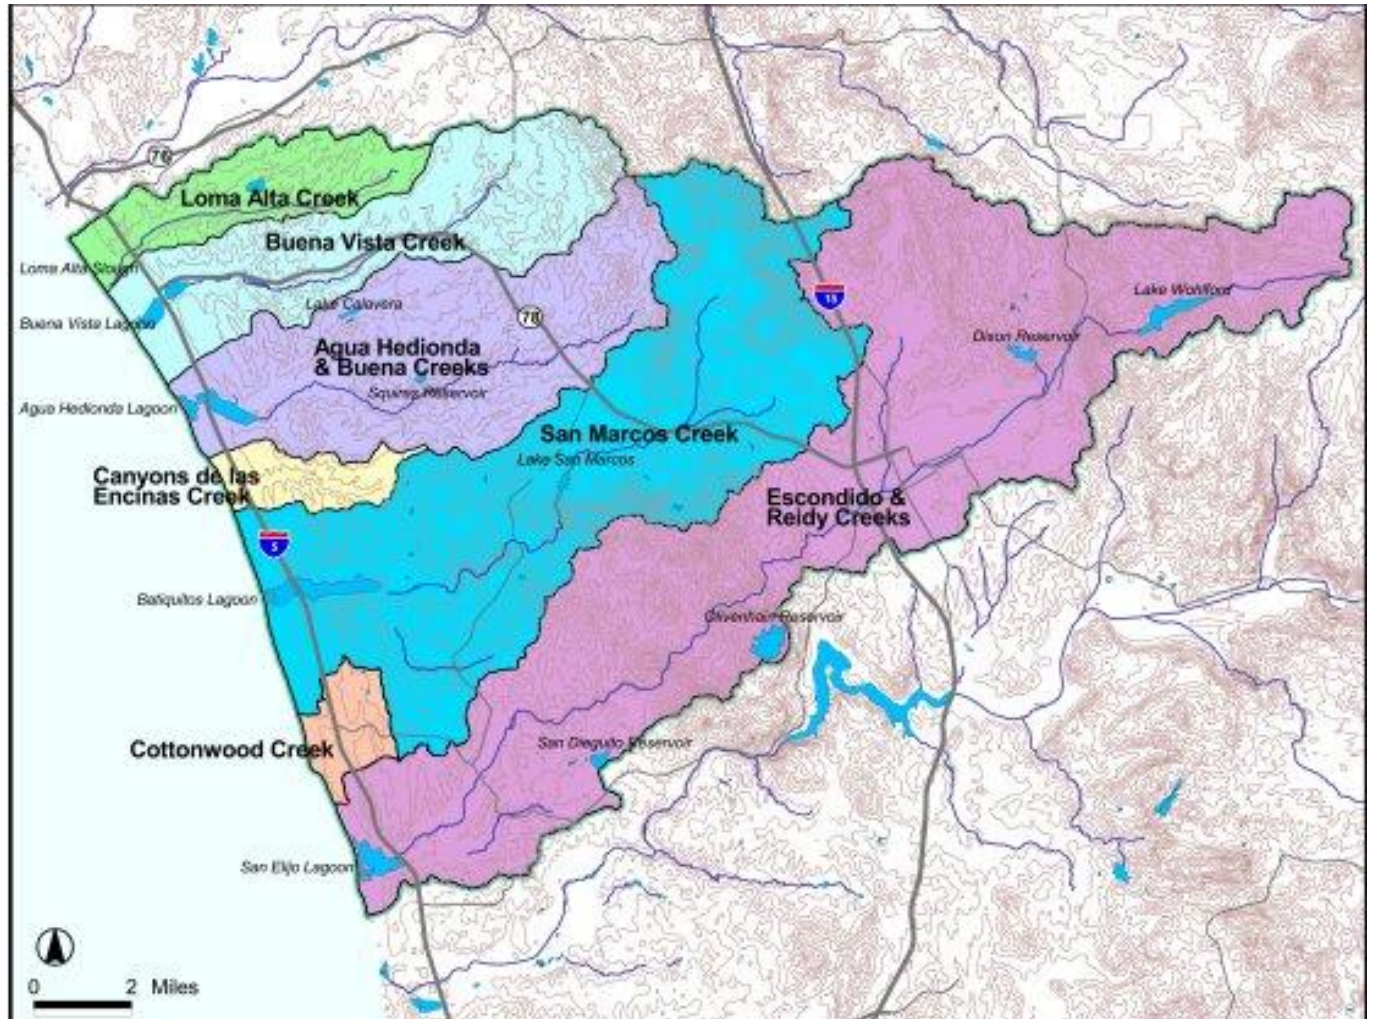 76
Loma Alta Creek
Buena Vista Creek
Loma Alta Slough
Lake Calavera
Buena Vista Lagoon
78
15
Lake Wohlford
Dixon Reservoir
Agua Hedionda
& Buena Creeks
Squires Reservoir
Agua Hedionda Lagoon
San Marcos Creek
Lake San Marcos
Canyons de las
Encinas Creek
Escondido &
Reidy Creeks
5
Batiquitos Lagoon
Olivenhain Reservoir
Cottonwood Creek
San Dieguito Reservoir
San Elijo Lagoon
0 2 Miles